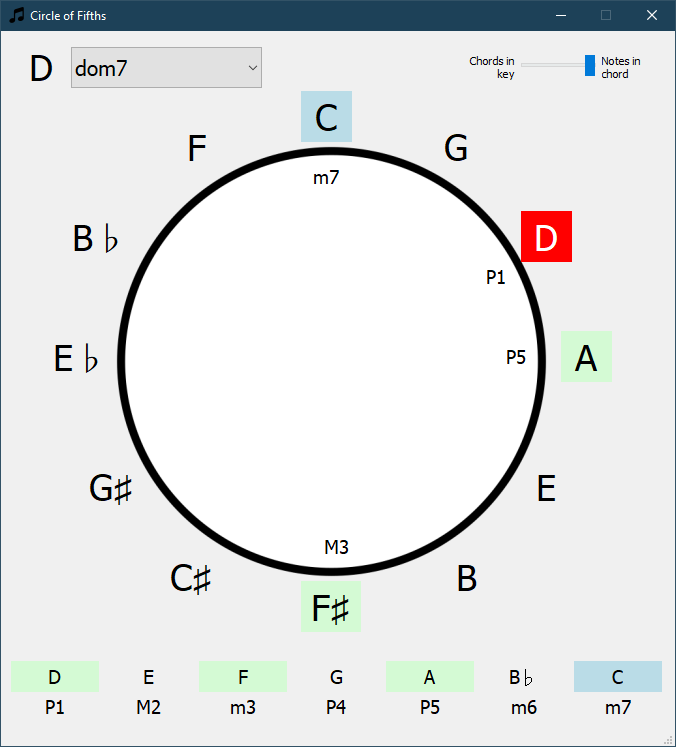 Circle of Fifths
D dom7
Chords in key
Notes in chord
C
F
G
m7
B♭
D
P1
E♭
P5
A
G♯
E
M3
C♯
B
F♯
D E F G A B♭ C
P1 M2 m3 P4 P5 m6 m7